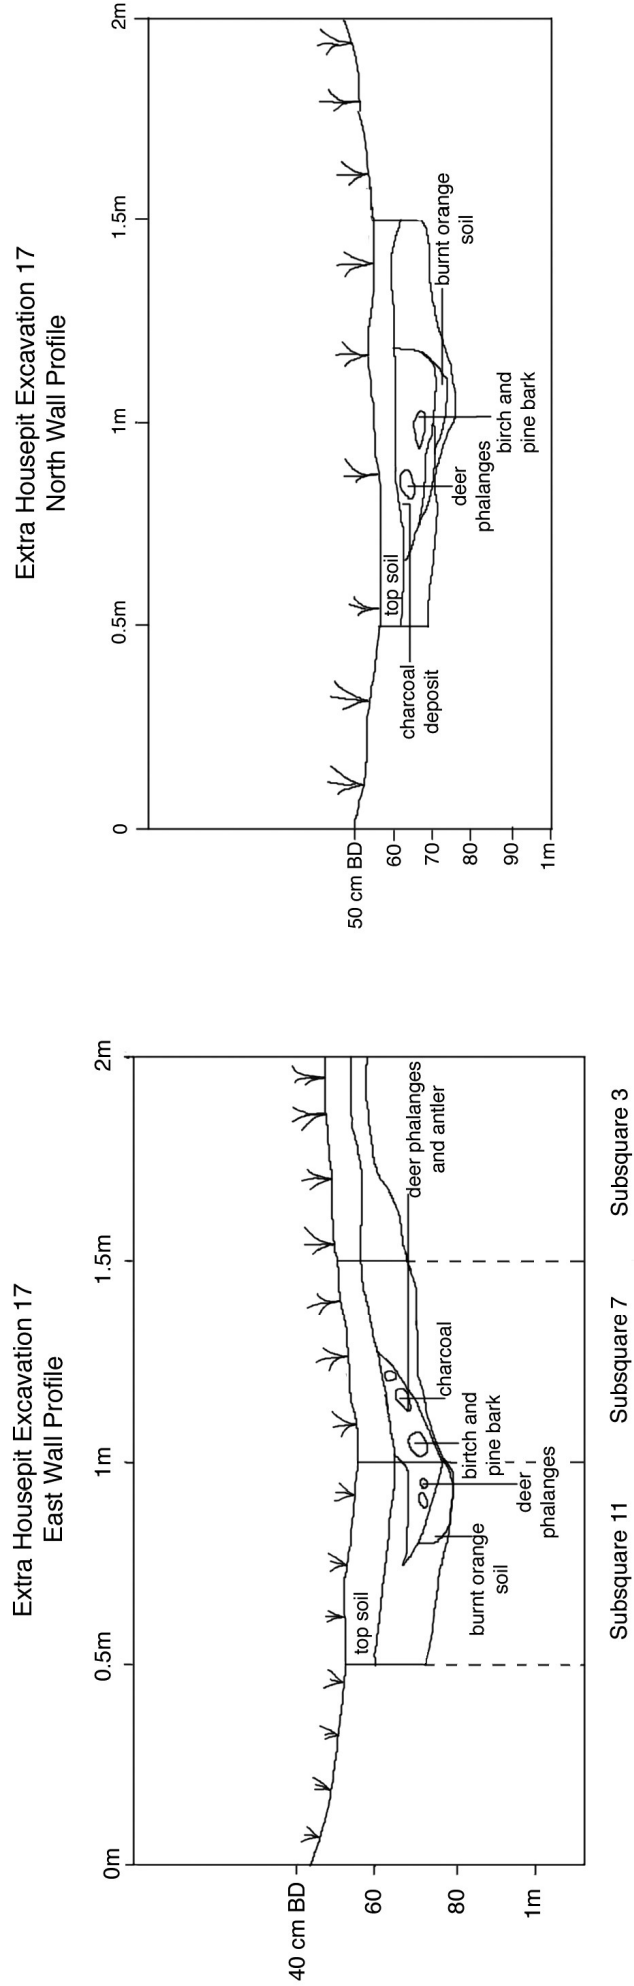 Extra Housepit Excavation 17
North Wall Profile
0
0.5m
1m
1.5m
2m
50 cm BD
60
70
80
90
1m
top soil
charcoal
deposit
deer
phalanges
birch and
pine bark
burnt orange
soil
Extra Housepit Excavation 17
East Wall Profile
0m
0.5m
1m
1.5m
2m
40 cm BD
60
80
1m
top soil
burnt orange
soil
deer
phalanges
birtch and
pine bark
charcoal
deer phalanges
and antler
Subsquare 11
Subsquare 7
Subsquare 3